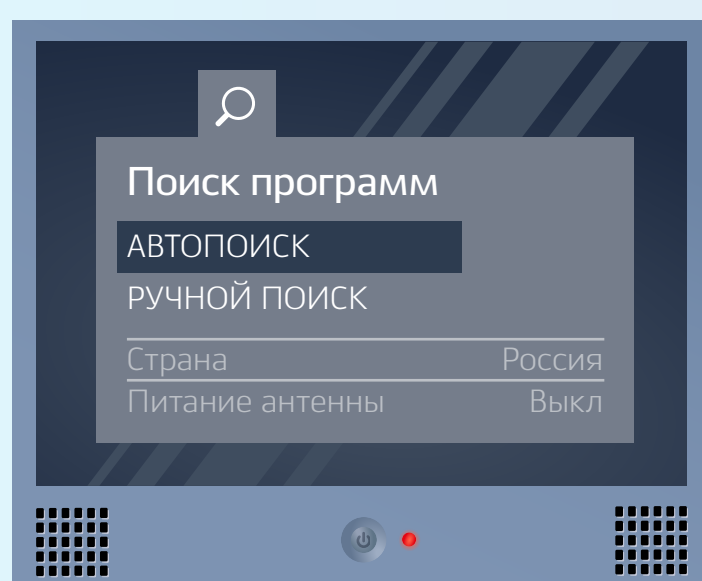 Поиск программ
АВТОПОИСК
РУЧНОЙ ПОИСК
Страна Россия
Питание антенны Выкл